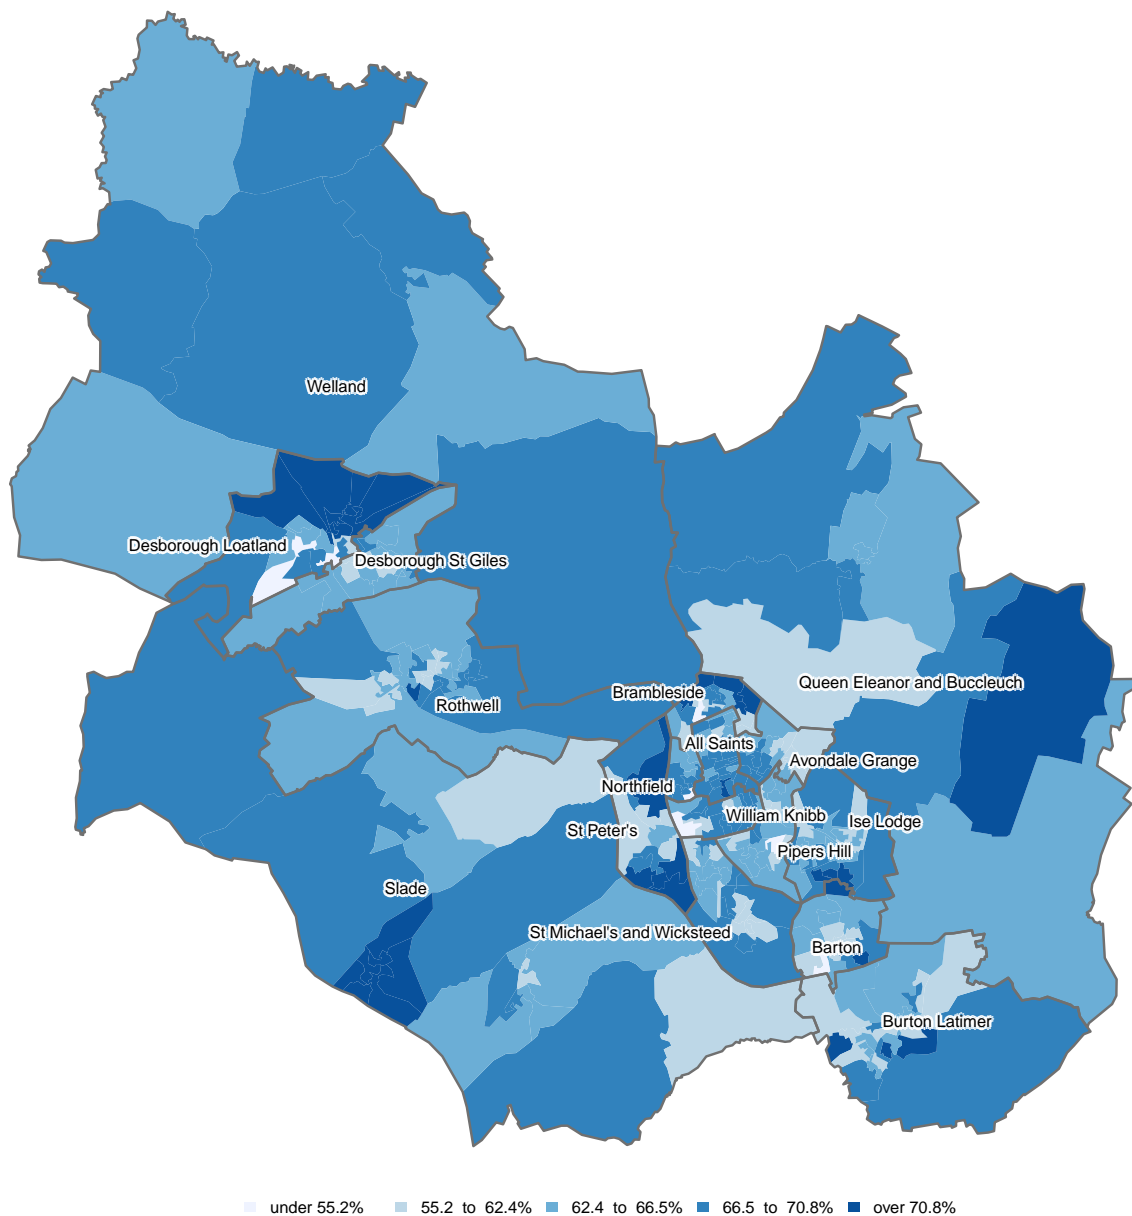 Welland
Desborough Loatland
Desborough St Giles
Queen Eleanor and Buccleuch
Brambleside
Rothwell
All Saints
Avondale Grange
Northfield
William Knibb
Ise Lodge
St Peter's
Pipers Hill
Slade
St Michael's and Wicksteed
Barton
Burton Latimer
under 55.2% 55.2 to 62.4% 62.4 to 66.5% 66.5 to 70.8% over 70.8%